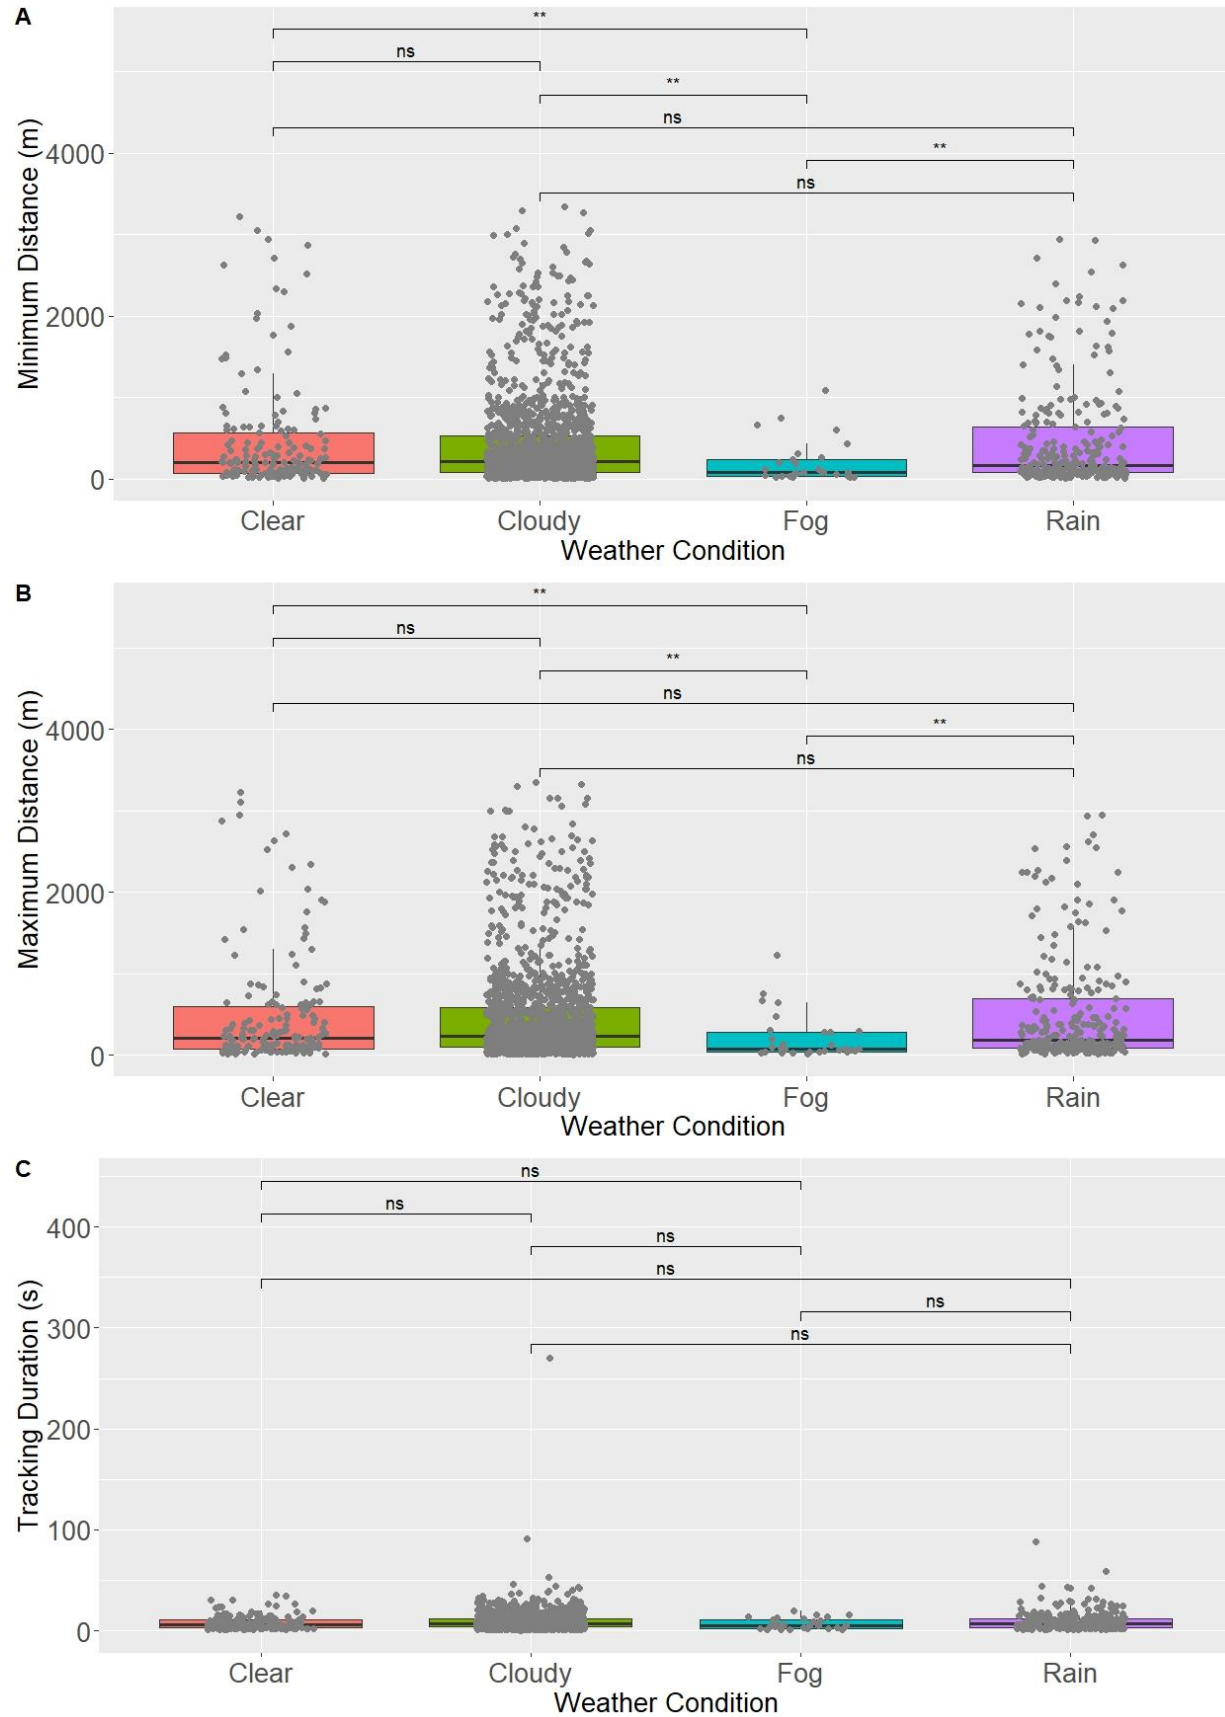 A
**
ns
**
ns
**
ns
Minimum Distance (m)
4000
2000
0
Clear Cloudy Fog Rain
Weather Condition
B
**
ns
**
ns
**
ns
Maximum Distance (m)
4000
2000
0
Clear Cloudy Fog Rain
Weather Condition
C
ns
ns
ns
ns
ns
ns
Tracking Duration (s)
400
300
200
100
0
Clear Cloudy Fog Rain
Weather Condition